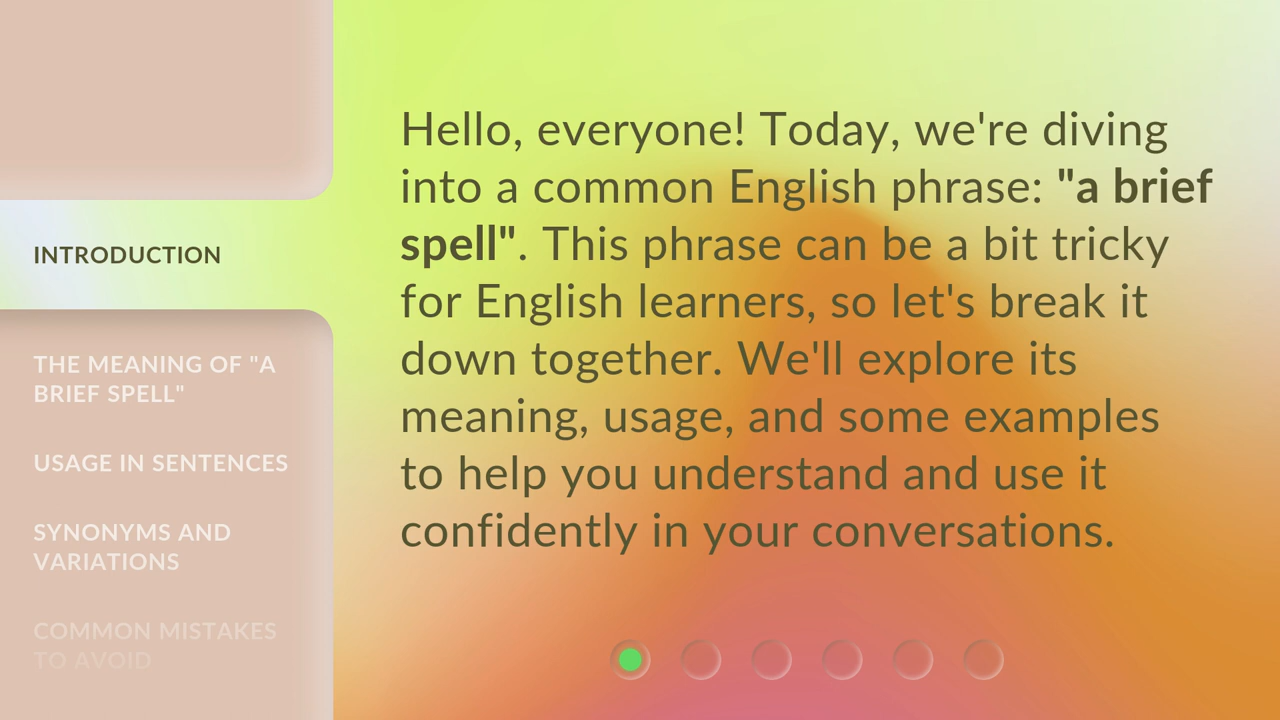 INTRODUCTION
THE MEANING OF "A
BRIEF SPELL"
USAGE IN SENTENCES
SYNONYMS AND
VARIATIONS
COMMON MISTAKES
TO AVOID
Hello, everyone! Today, we're diving
into a common English phrase: "a brief
spell". This phrase can be a bit tricky
for English learners, so let's break it
down together. We'll explore its
meaning, usage, and some examples
to help you understand and use it
confidently in your conversations.